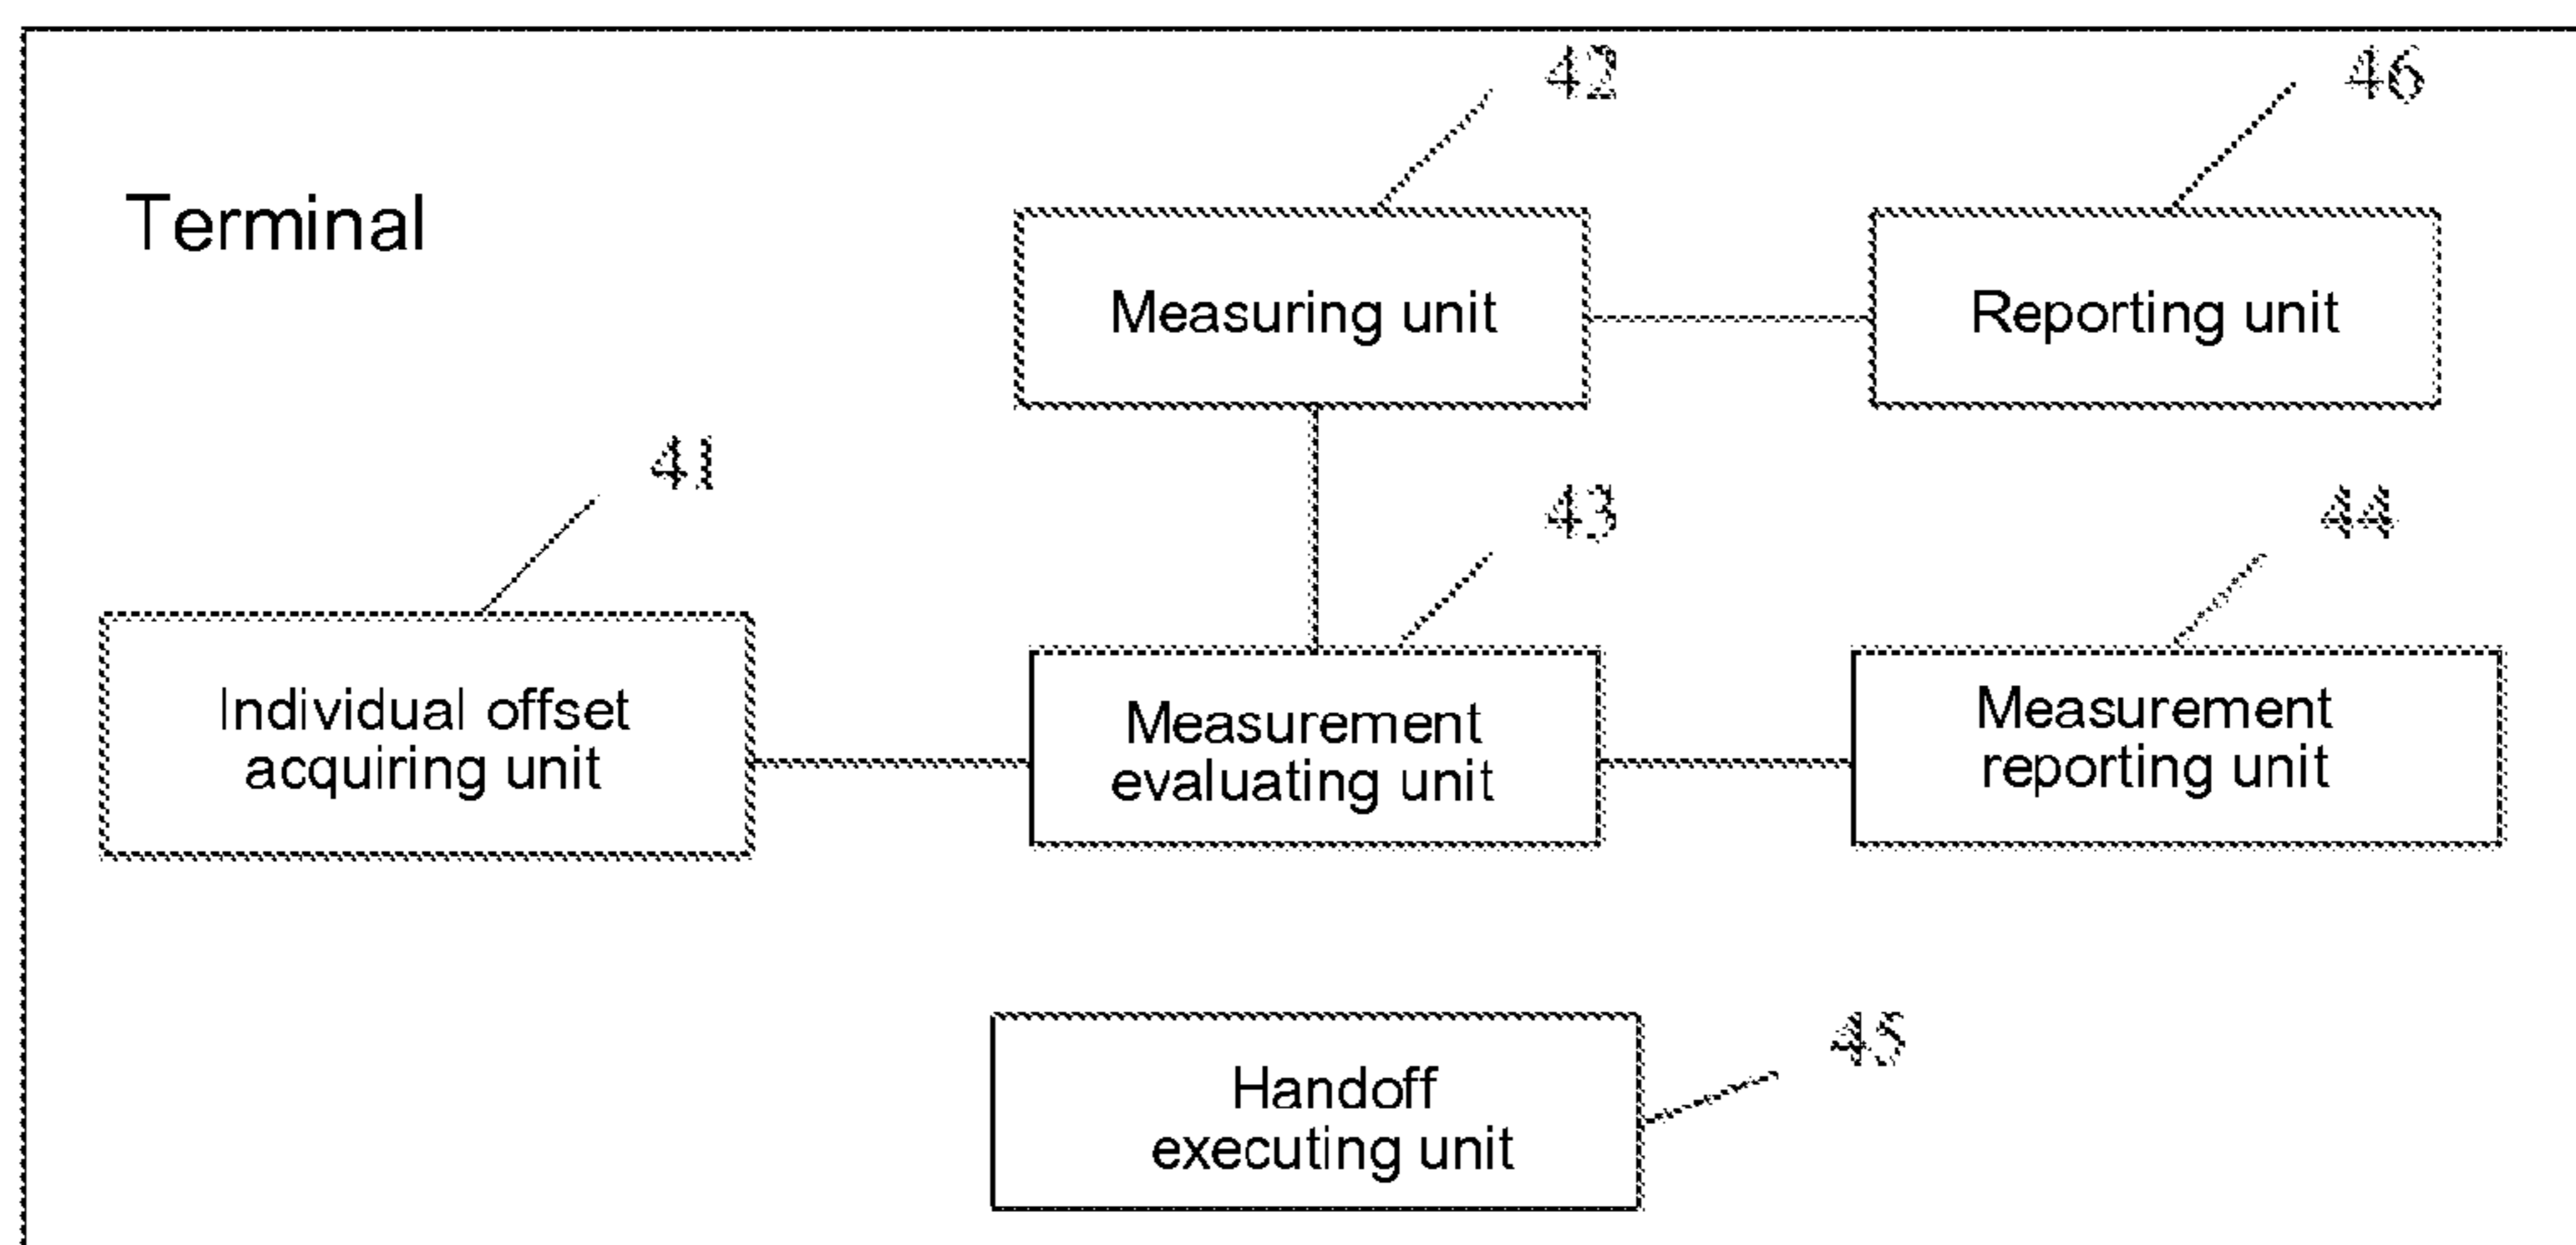 42
46
Terminal
Measuring unit
Reporting unit
41
43
44
Individual offset
acquiring unit
Measurement
evaluating unit
Measurement
reporting unit
45
Handoff
executing unit